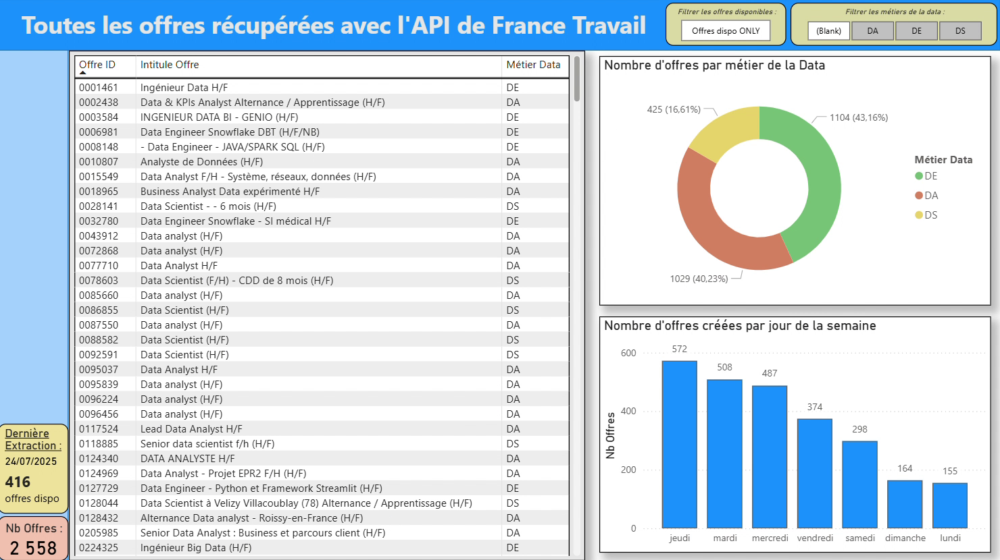 Toutes les offres récupérées avec l'API de France Travail
Filtrer les offres disponibles :
Offres dispo ONLY
Filtrer les métiers de la data :
(Blank) DA DE DS
Offre ID Intitule Offre Métier Data
0001461 Ingénieur Data H/F DE
0002438 Data & KPIs Analyst Alternance / Apprentissage (H/F) DA
0003584 INGENIEUR DATA BI - GENIO (H/F) DE
0006981 Data Engineer Snowflake DBT (H/F/NB) DE
0008148 - Data Engineer - JAVA/SPARK SQL (H/F) DE
0010807 Analyste de Données (H/F) DA
0015549 Data Analyst F/H - Système, réseaux, données (H/F) DA
0018965 Business Analyst Data expérimenté H/F DA
0028141 Data Scientist - - 6 mois (H/F) DS
0032780 Data Engineer Snowflake - SI médical H/F DE
0043912 Data analyst (H/F) DA
0072868 Data analyst (H/F) DA
0077710 Data Analyst H/F DA
0078603 Data Scientist (F/H) - CDD de 8 mois (H/F) DS
0085660 Data analyst (H/F) DA
0086855 Data Scientist (H/F) DS
0087550 Data analyst (H/F) DA
0088582 Data Scientist (H/F) DS
0092591 Data Scientist (H/F) DS
0095037 Data Analyst H/F DA
0095839 Data analyst (H/F) DA
0096224 Data analyst (H/F) DA
0096456 Data analyst (H/F) DA
0117524 Lead Data Analyst H/F DA
0118885 Senior data scientist f/h (H/F) DS
0124340 DATA ANALYSTE H/F DA
0124969 Data Analyst - Projet EPR2 F/H (H/F) DA
0127729 Data Engineer - Python et Framework Streamlit (H/F) DE
0128044 Data Scientist à Velizy Villacoublay (78) Alternance / Apprentissage (H/F) DS
0128432 Alternance Data analyst - Roissy-en-France (H/F) DA
0205985 Senior Data Analyst : Business et parcours client (H/F) DA
0224325 Ingénieur Big Data (H/F) DE
Dernière
Extraction :
24/07/2025
416
offres dispo
Nb Offres :
2 558
Nombre d'offres par métier de la Data
425 (16,61%)
1104 (43,16%)
1029 (40,23%)
Métier Data
DE
DA
DS
Nombre d'offres créées par jour de la semaine
Nb Offres
600
400
200
0
572
508
487
374
298
164
155
jeudi mardi mercredi vendredi samedi dimanche lundi